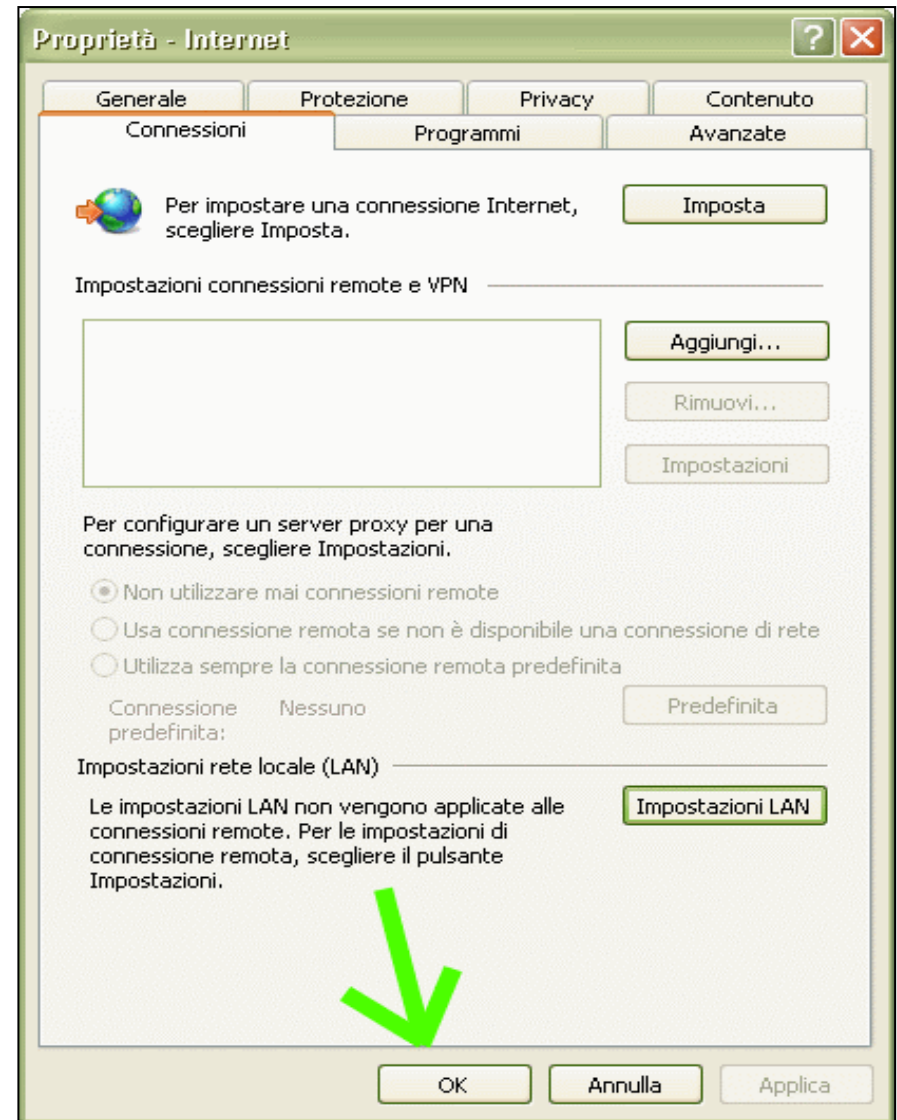 Proprietà - Internet
Generale
Protezione
Privacy
Contenuto
Connessioni
Programmi
Avanzate
Per impostare una connessione Internet,
scegliere Imposta.
Imposta
Impostazioni connessioni remote e VPN
Aggiungi...
Rimuovi...
Impostazioni
Per configurare un server proxy per una
connessione, scegliere Impostazioni.
Non utilizzare mai connessioni remote
Usa connessione remota se non è disponibile una connessione di rete
Utilizza sempre la connessione remota predefinita
Connessione
predefinita:
Nessuno
Predefinita
Impostazioni rete locale (LAN)
Le impostazioni LAN non vengono applicate alle
connessioni remote. Per le impostazioni di
connessione remota, scegliere il pulsante
Impostazioni.
Impostazioni LAN
OK
Annulla
Applica